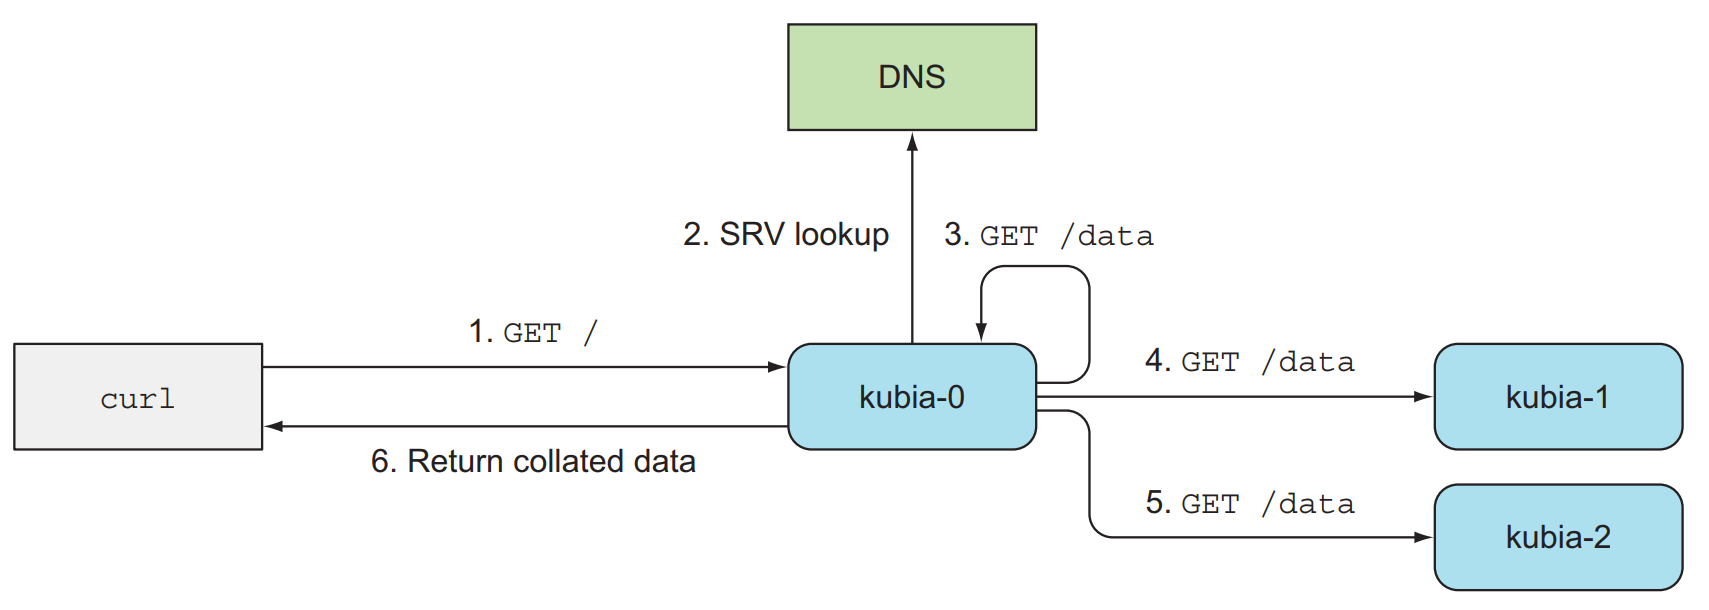 DNS
2. SRV lookup
3. GET /data
1. GET /
4. GET /data
curl
kubia-0
kubia-1
6. Return collated data
5. GET /data
kubia-2